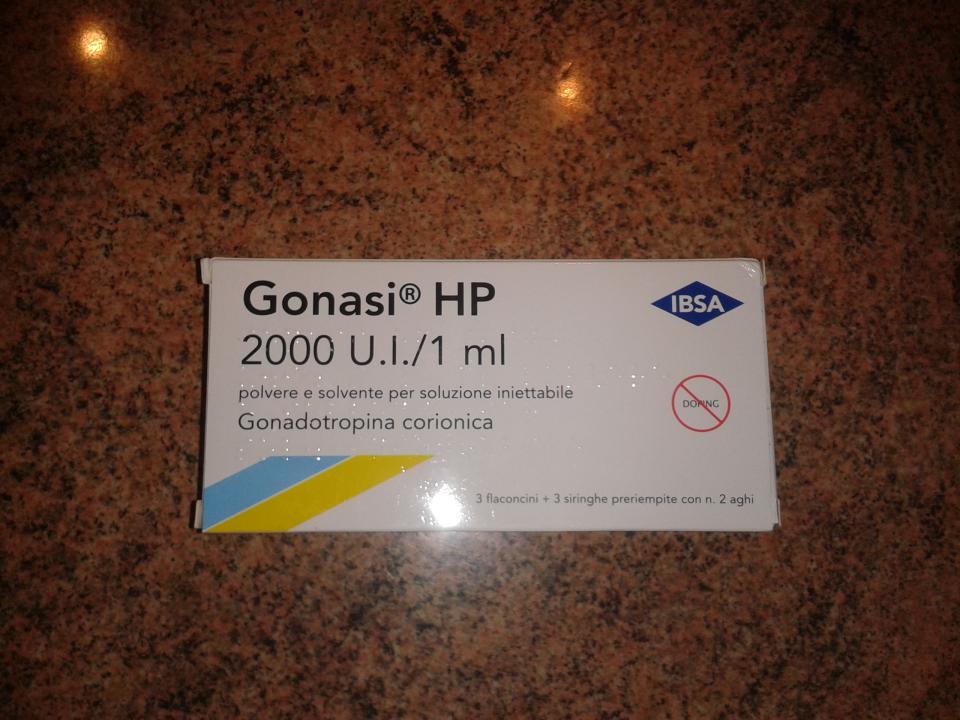 Gonasi® HP
IBSA
2000 U.I./1 ml
polvere e solvente per soluzione iniettabile
DOPING
Gonadotropina corionica
3 flaconcini + 3 siringhe preriempite con n. 2 aghi